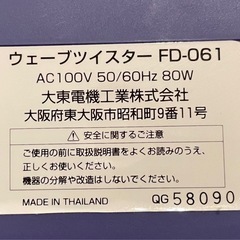 ウェーブツイスター FD-061
AC100V 50/60Hz 80W
大東電機工業株式会社
大阪府東大阪市昭和町9番11号
安全に関するご注意
ご使用の前に取扱説明書をよくお読みのうえ、
正しくお使いください。
機器の分解や改造はしないでください。
MADE IN THAILAND
QG 58090